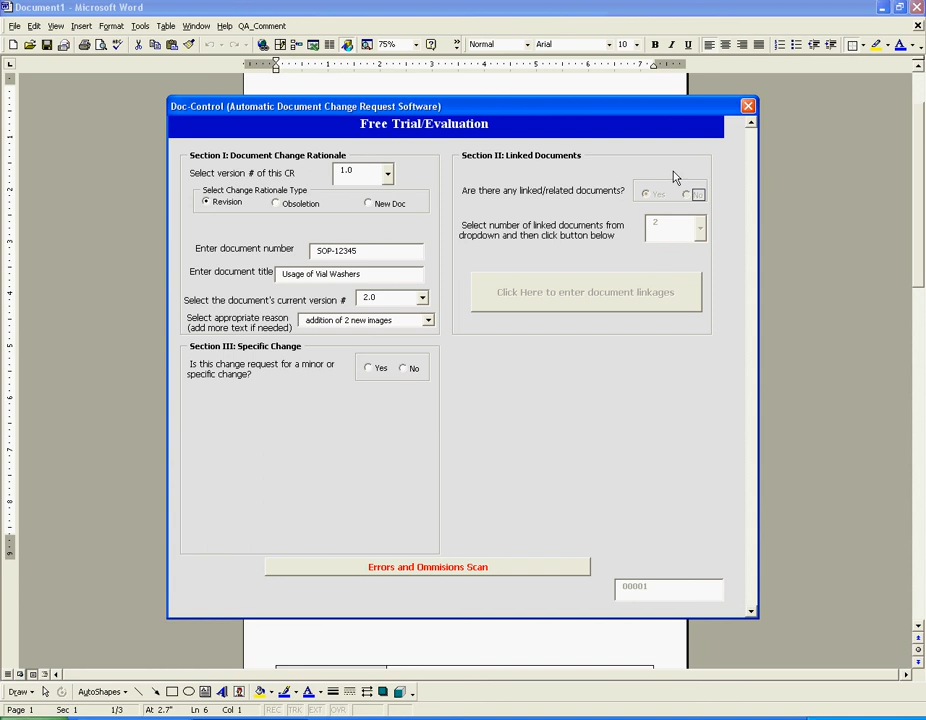 Document1 - Microsoft Word
File Edit View Insert Format Tools Table Window Help QA_Comment
75% Normal Arial 10 B I U A
1 2 3 4 5 6 7
Doc-Control (Automatic Document Change Request Software)
Free Trial/Evaluation
Section I: Document Change Rationale
Select version # of this CR 1.0
Select Change Rationale Type
Revision Obsoletion New Doc
Enter document number SOP-12345
Enter document title Usage of Vial Washers
Select the document's current version # 2.0
Select appropriate reason
(add more text if needed) addition of 2 new images
Section II: Linked Documents
Are there any linked/related documents? Yes No
Select number of linked documents from
dropdown and then click button below 2
Click Here to enter document linkages
Section III: Specific Change
Is this change request for a minor or
specific change? Yes No
Errors and Ommisions Scan
00001
Draw AutoShapes A
Page 1 Sec 1 1/3 At 2.7" Ln 6 Col 1 REC TRK EXT OVR